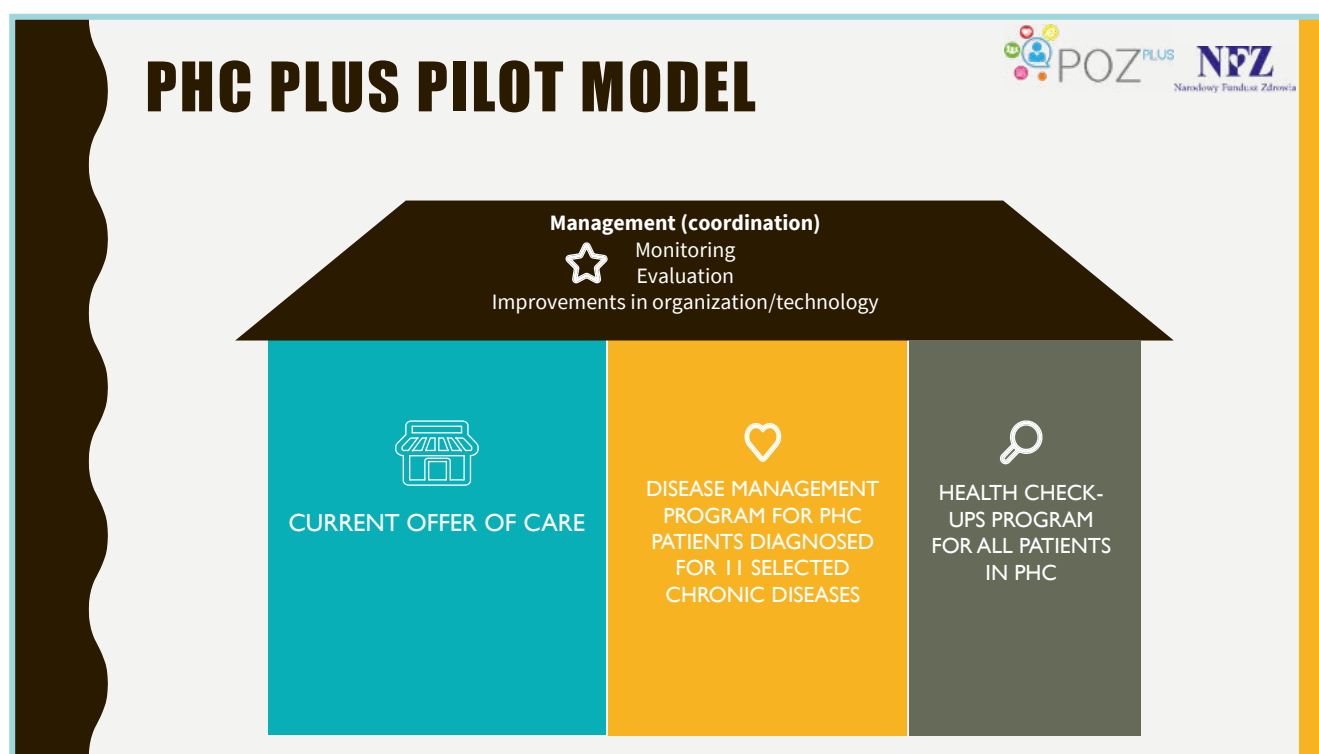 PHC PLUS PILOT MODEL
POZ PLUS
NFZ
Narodowy Fundusz Zdrowia
Management (coordination)
Monitoring
Evaluation
Improvements in organization/technology
CURRENT OFFER OF CARE
DISEASE MANAGEMENT
PROGRAM FOR PHC
PATIENTS DIAGNOSED
FOR 11 SELECTED
CHRONIC DISEASES
HEALTH CHECK-
UPS PROGRAM
FOR ALL PATIENTS
IN PHC